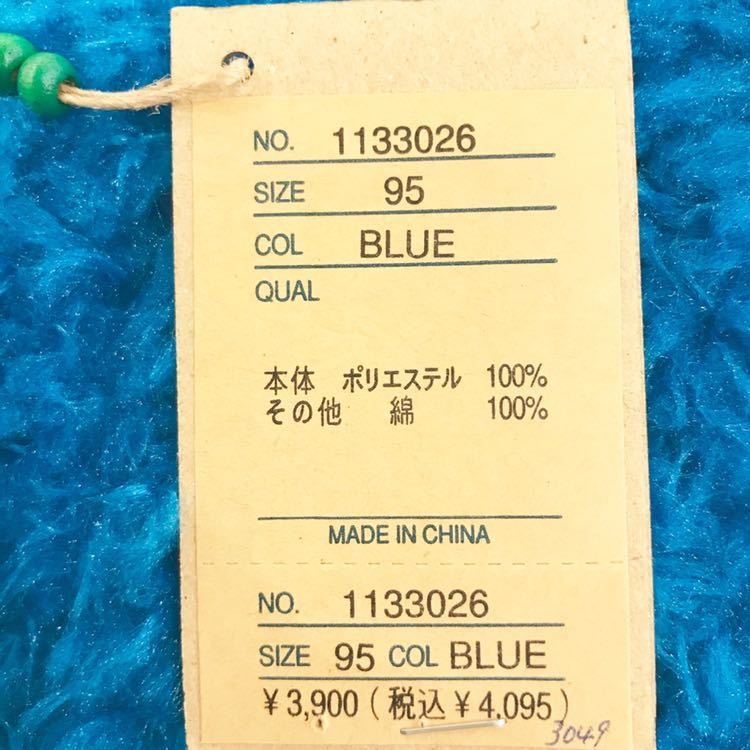 NO. 1133026
SIZE 95
COL BLUE
QUAL
本体 ポリエステル 100%
その他 綿 100%
MADE IN CHINA
NO. 1133026
SIZE 95 COL BLUE
¥3,900(税込¥4,095)
3049